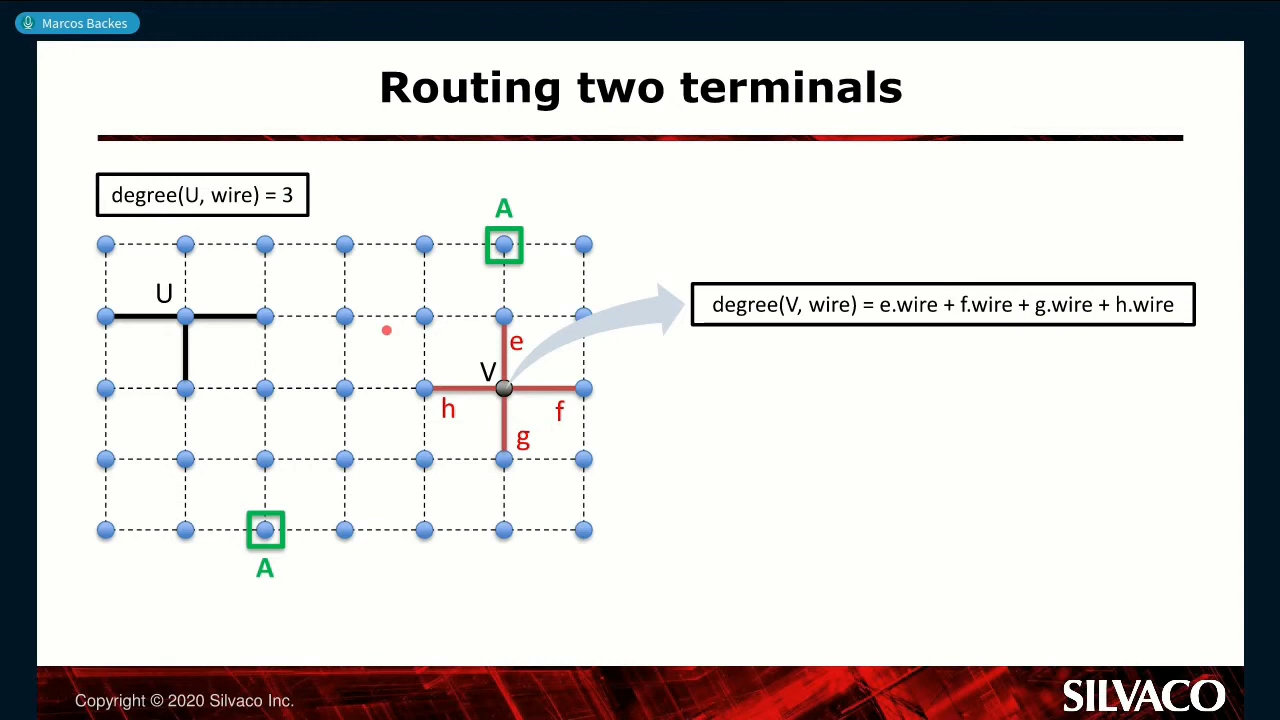 Marcos Backes
Routing two terminals
degree(U, wire) = 3
A
U
degree(V, wire) = e.wire + f.wire + g.wire + h.wire
e
V
h
f
g
A
Copyright © 2020 Silvaco Inc.
SILVACO